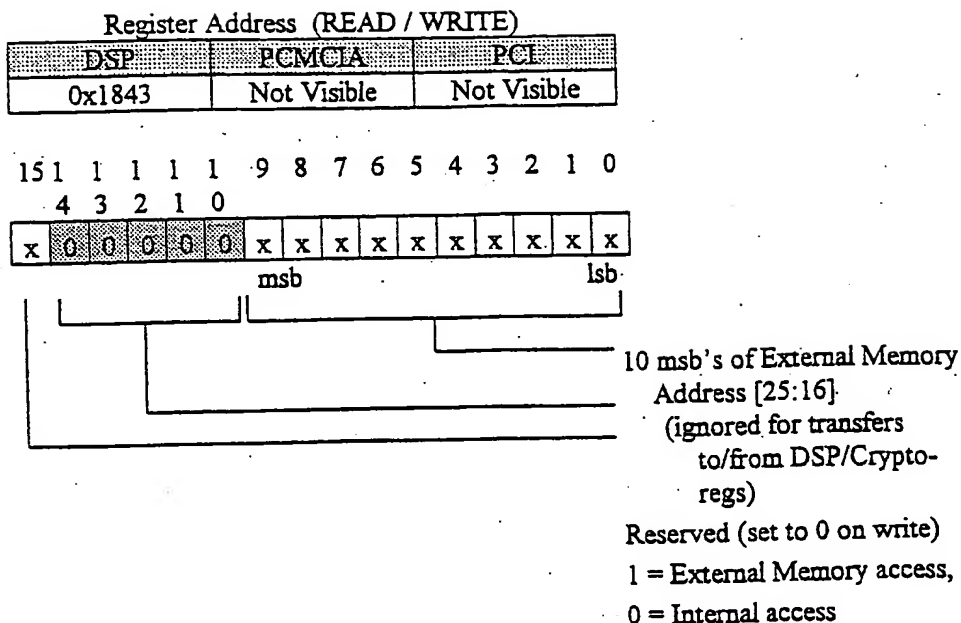 Register Address (READ / WRITE)
DSP PCMCIA PCI
0x1843 Not Visible Not Visible
15 1 1 1 1 1 9 8 7 6 5 4 3 2 1 0
4 3 2 1 0
x 0 0 0 0 0 x x x x x x x x x x
msb lsb
10 msb's of External Memory
Address [25:16]
(ignored for transfers
to/from DSP/Crypto-
regs)
Reserved (set to 0 on write)
1 = External Memory access,
0 = Internal access